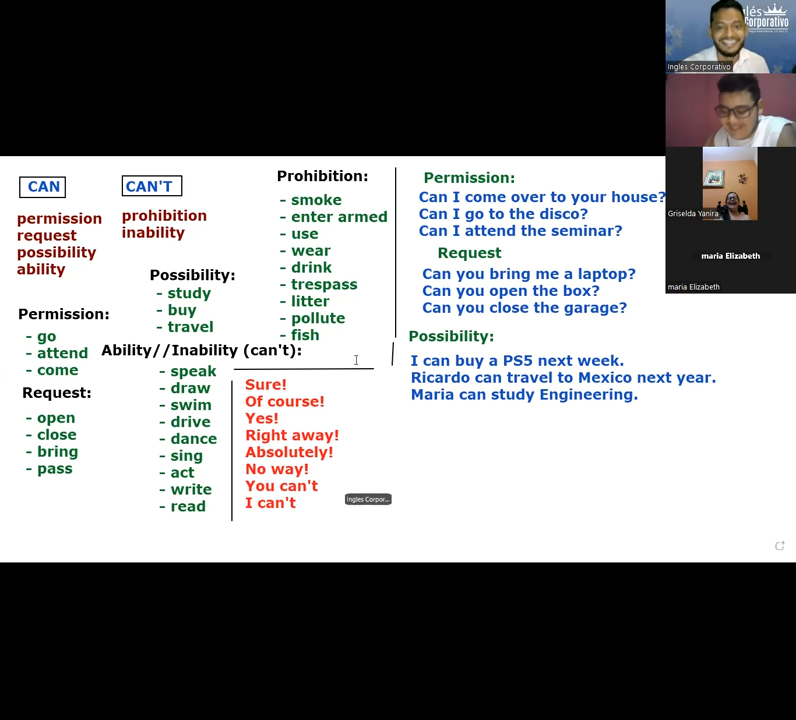 CAN
permission
request
possibility
ability
CAN'T
prohibition
inability
Permission:
- go
- attend
- come
Request:
- open
- close
- bring
- pass
Possibility:
- study
- buy
- travel
Ability//Inability (can't):
- speak
- draw
- swim
- drive
- dance
- sing
- act
- write
- read
Prohibition:
- smoke
- enter armed
- use
- wear
- drink
- trespass
- litter
- pollute
- fish
Sure!
Of course!
Yes!
Right away!
Absolutely!
No way!
You can't
I can't
Ingles Corpor...
Permission:
Can I come over to your house?
Can I go to the disco?
Can I attend the seminar?
Request
Can you bring me a laptop?
Can you open the box?
Can you close the garage?
Possibility:
I can buy a PS5 next week.
Ricardo can travel to Mexico next year.
Maria can study Engineering.
Corporativo
Ingles Corporativo
Griselda Yanira
maria Elizabeth
maria Elizabeth